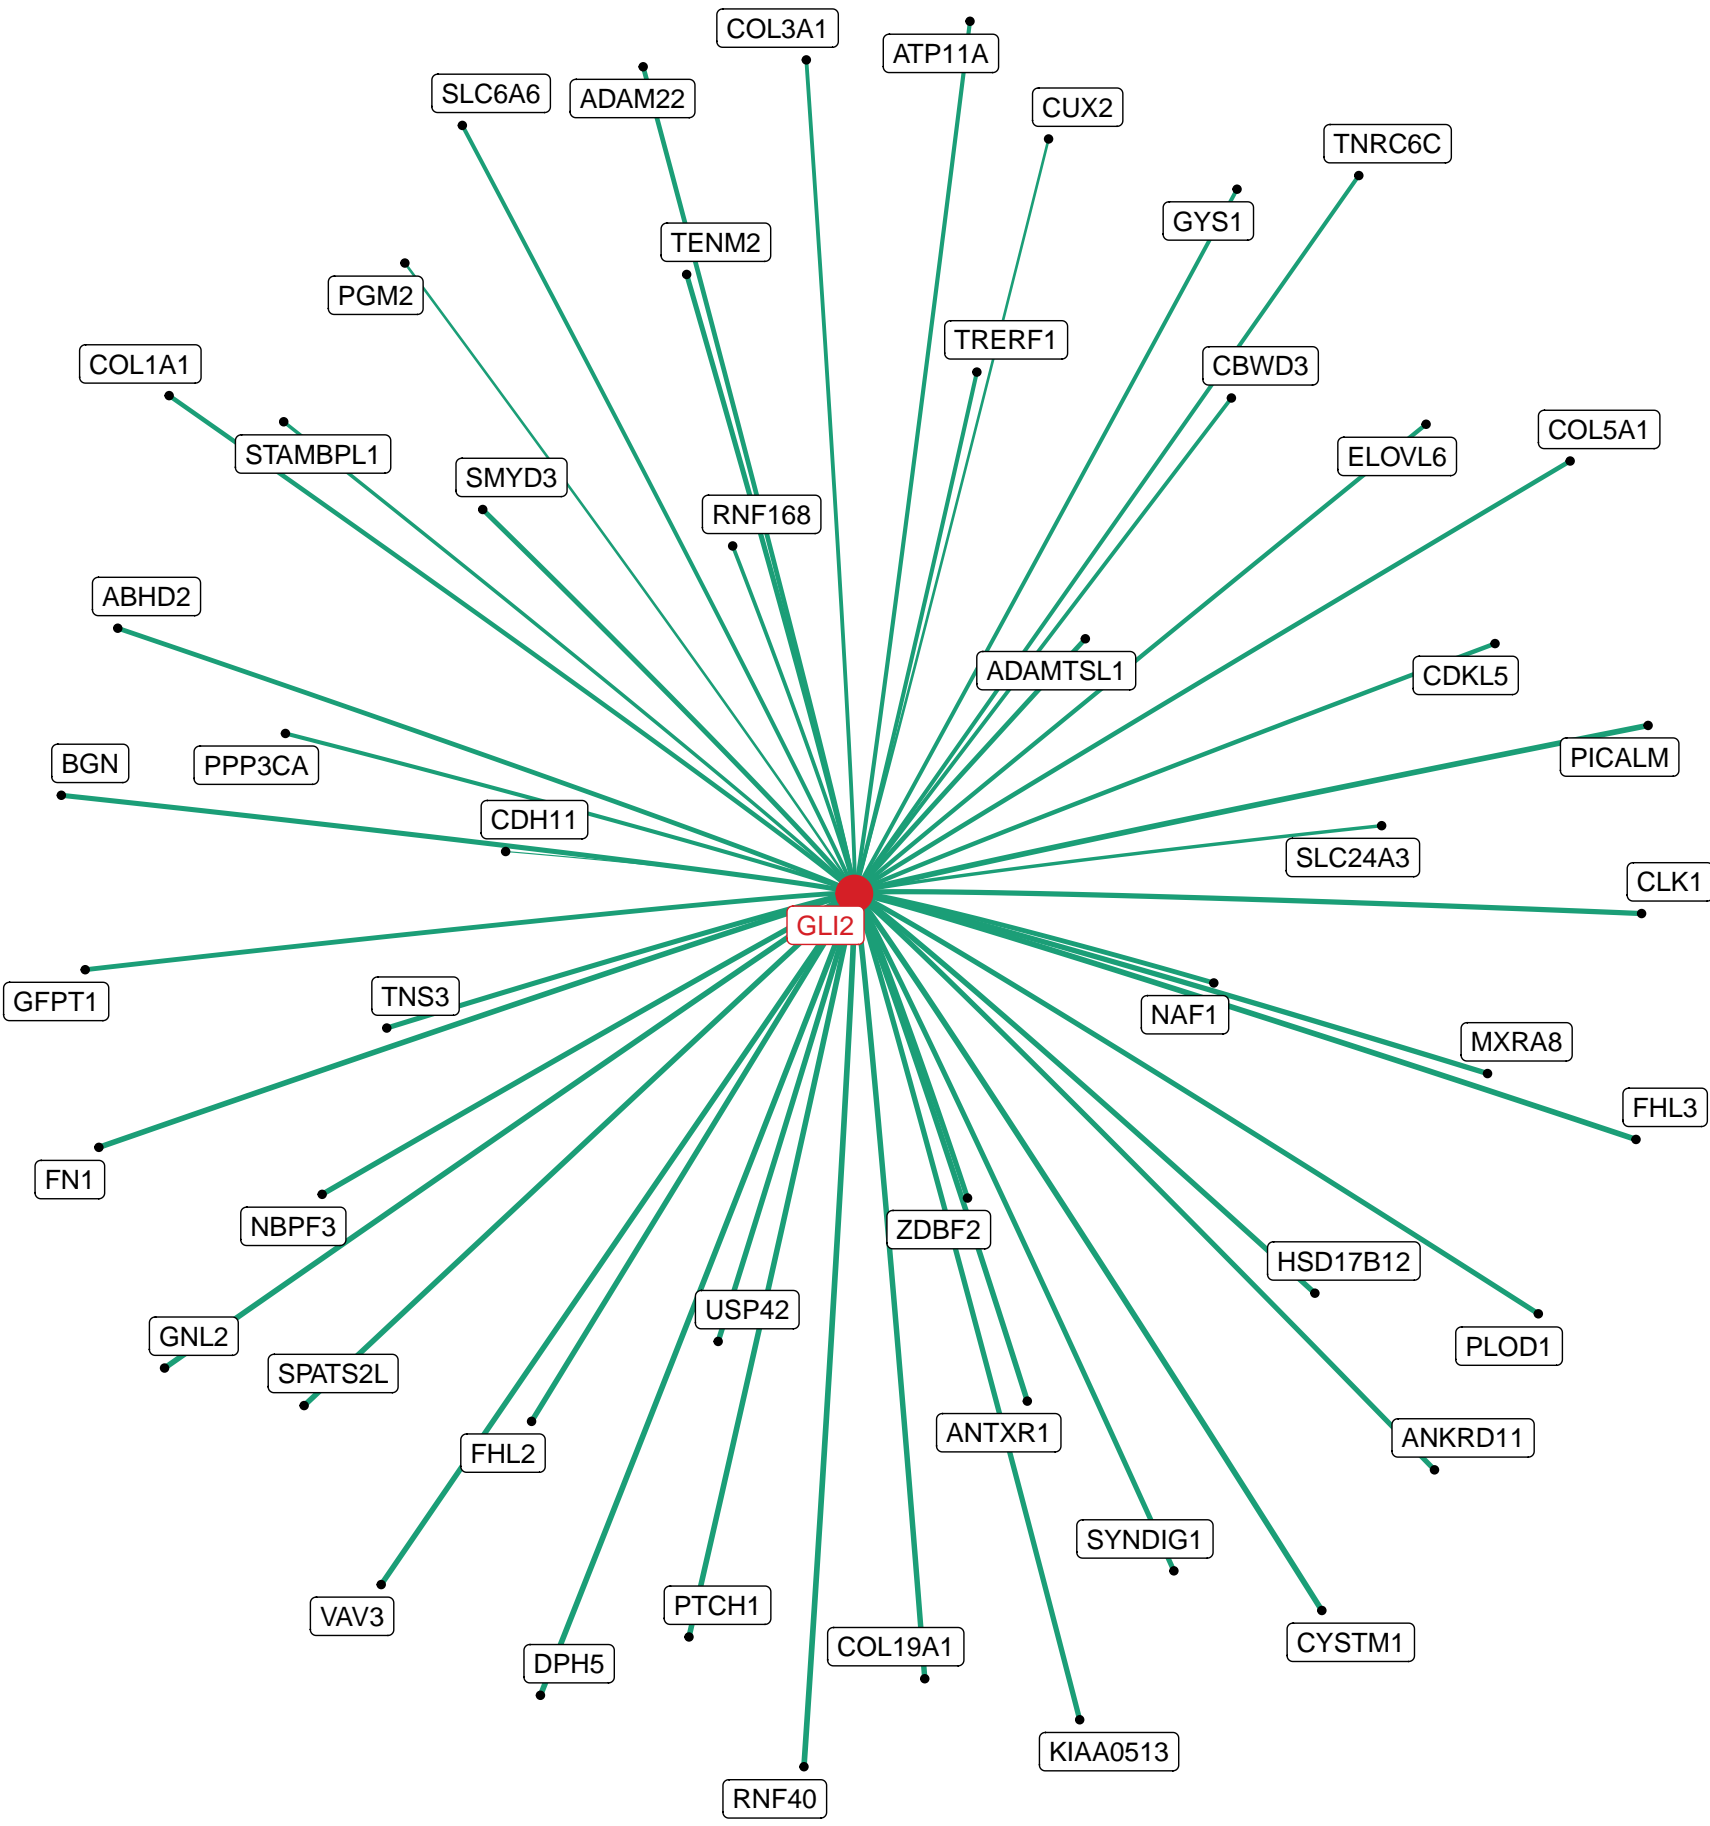 COL3A1
ATP11A
SLC6A6
ADAM22
CUX2
TNRC6C
GYS1
TENM2
PGM2
TRERF1
COL1A1
CBWD3
COL5A1
STAMBPL1
ELOVL6
SMYD3
RNF168
ABHD2
ADAMTSL1
CDKL5
BGN
PPP3CA
PICALM
CDH11
SLC24A3
CLK1
GLI2
GFPT1
TNS3
NAF1
MXRA8
FHL3
FN1
NBPF3
ZDBF2
HSD17B12
USP42
GNL2
PLOD1
SPATS2L
ANTXR1
ANKRD11
FHL2
SYNDIG1
PTCH1
VAV3
CYSTM1
COL19A1
DPH5
KIAA0513
RNF40